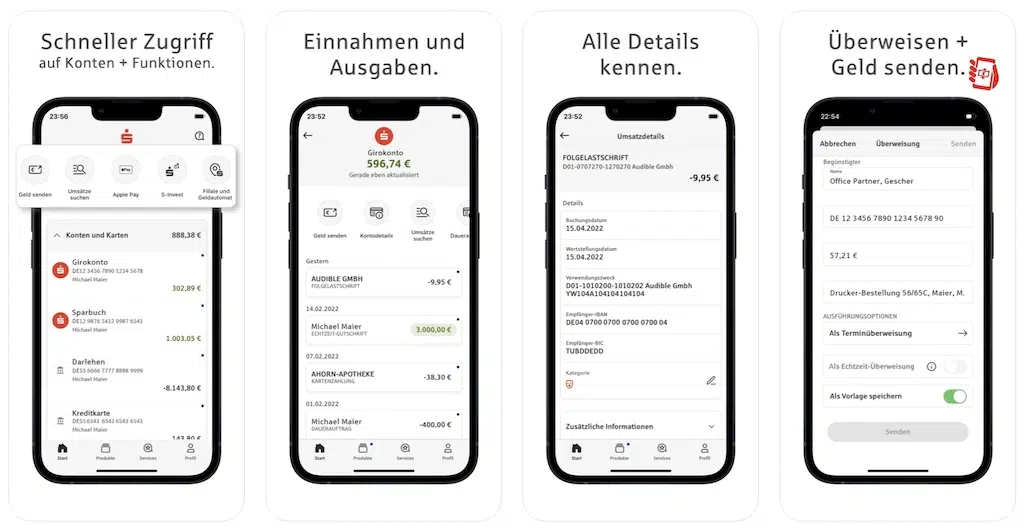 Schneller Zugriff
auf Konten + Funktionen.
23:56
Geld senden
Umsätze
suchen
Apple Pay
S-Invest
Filiale und
Geldautomat
Konten und Karten 888,38 €
Girokonto
DE12 3456 7890 1234 5678
Michael Maier
302,89 €
Sparbuch
DE12 9876 5432 0987 6543
Michael Maier
1.003,05 €
Darlehen
DE55 6666 7777 8888 9999
Michael Maier
-8.143,80 €
Kreditkarte
DE55 6543 6543 6543 6543
Michael Maier
143,80 €
Start
Produkte
Services
Profil
Einnahmen und
Ausgaben.
23:52
Girokonto
596,74 €
Gerade eben aktualisiert
Geld senden
Kontodetails
Umsätze
suchen
Dauera
Gestern
AUDIBLE GMBH
FOLGELASTSCHRIFT
-9,95 €
14.02.2022
Michael Maier
ECHTZEIT-GUTSCHRIFT
3.000,00 €
07.02.2022
AHORN-APOTHEKE
KARTENZAHLUNG
-38,30 €
01.02.2022
Michael Maier
DAUERAUFTRAG
-400,00 €
Start
Produkte
Services
Profil
Alle Details
kennen.
23:52
Umsatzdetails
FOLGELASTSCHRIFT
D01-0707270-1270270 Audible Gmbh
-9,95 €
Details
Buchungsdatum
15.04.2022
Wertstellungsdatum
15.04.2022
Verwendungszweck
D01-1010200-1010202 Audible Gmbh
YW104A104104104104
Empfänger-IBAN
DE04 0700 0700 0700 0700 04
Empfänger-BIC
TUBDDEDD
Kategorie
Zusätzliche Informationen
Start
Produkte
Services
Profil
Überweisen +
Geld senden.
22:54
Abbrechen Überweisung Senden
Begünstigter
Name
Office Partner, Gescher
DE 12 3456 7890 1234 5678 90
57,21 €
Drucker-Bestellung 56/65C, Maier, M.
AUSFÜHRUNGSOPTIONEN
Als Terminüberweisung
Als Echtzeit-Überweisung
Als Vorlage speichern
Senden